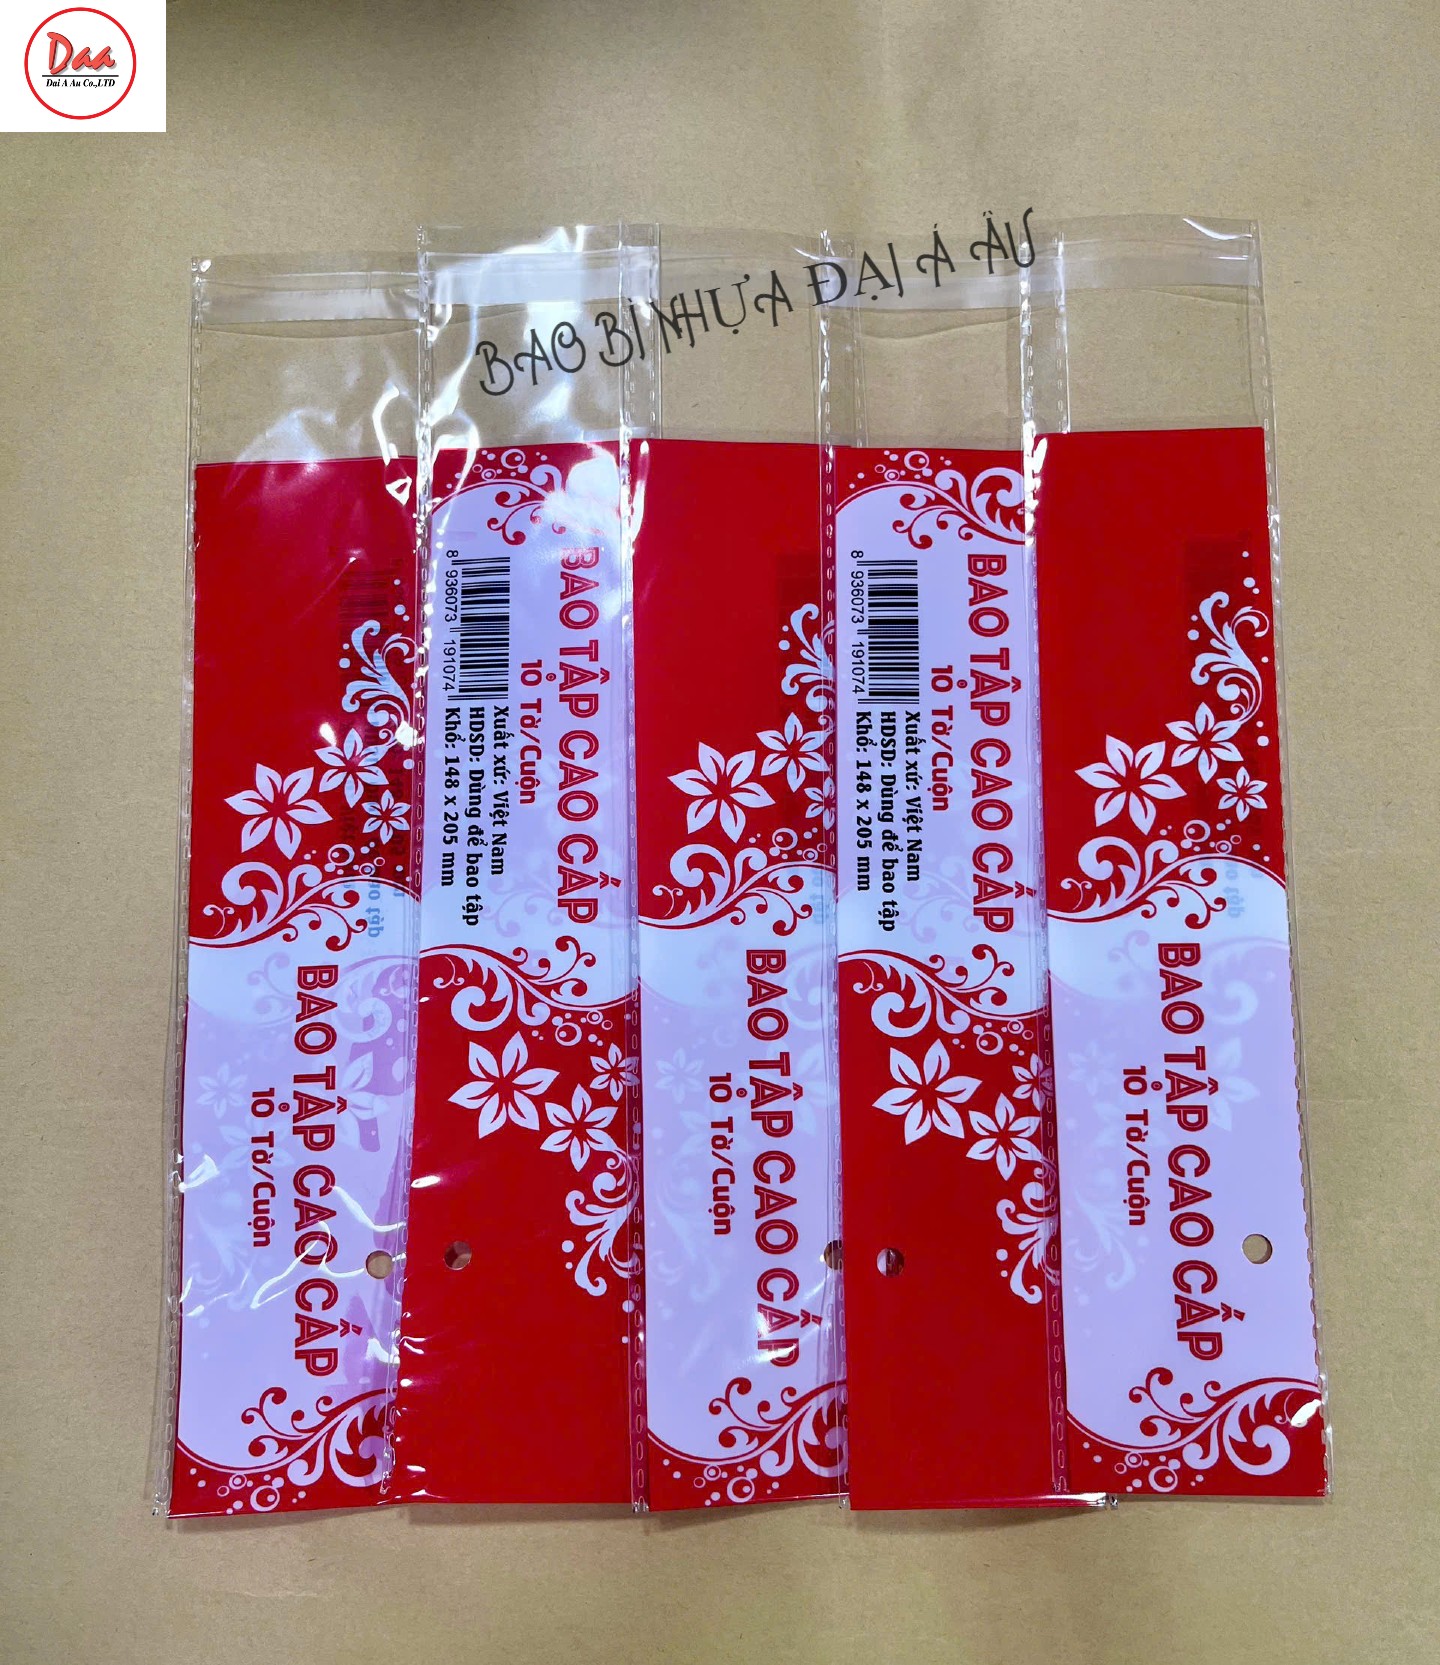 Daa
Dai A Au Co.,LTD
BAO BÌ NHỰA ĐẠI Á ÂU
BAO TẬP CAO CẤP
10 Tờ/Cuộn
BAO TẬP CAO CẤP
10 Tờ/Cuộn
Xuất xứ: Việt Nam
HDSD: Dùng để bao tập
Khổ: 148 x 205 mm
8 936073 191074
BAO TẬP CAO CẤP
10 Tờ/Cuộn
BAO TẬP CAO CẤP
10 Tờ/Cuộn
Xuất xứ: Việt Nam
HDSD: Dùng để bao tập
Khổ: 148 x 205 mm
8 936073 191074
BAO TẬP CAO CẤP
10 Tờ/Cuộn